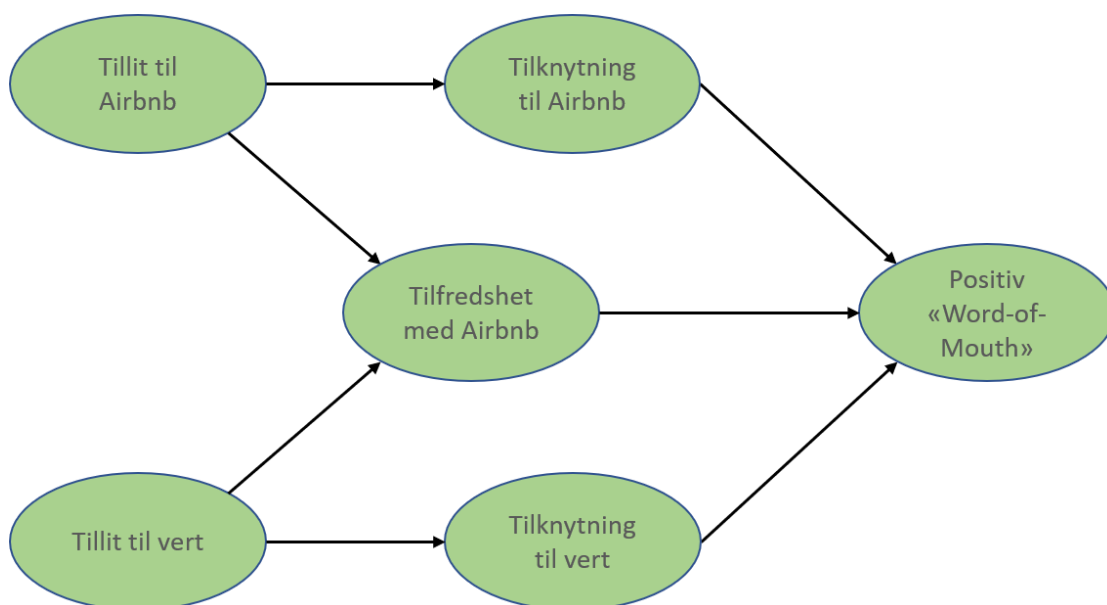 Tillit til
Airbnb
Tilknytning
til Airbnb
Tilfredshet
med Airbnb
Positiv
«Word-of-
Mouth»
Tillit til vert
Tilknytning
til vert